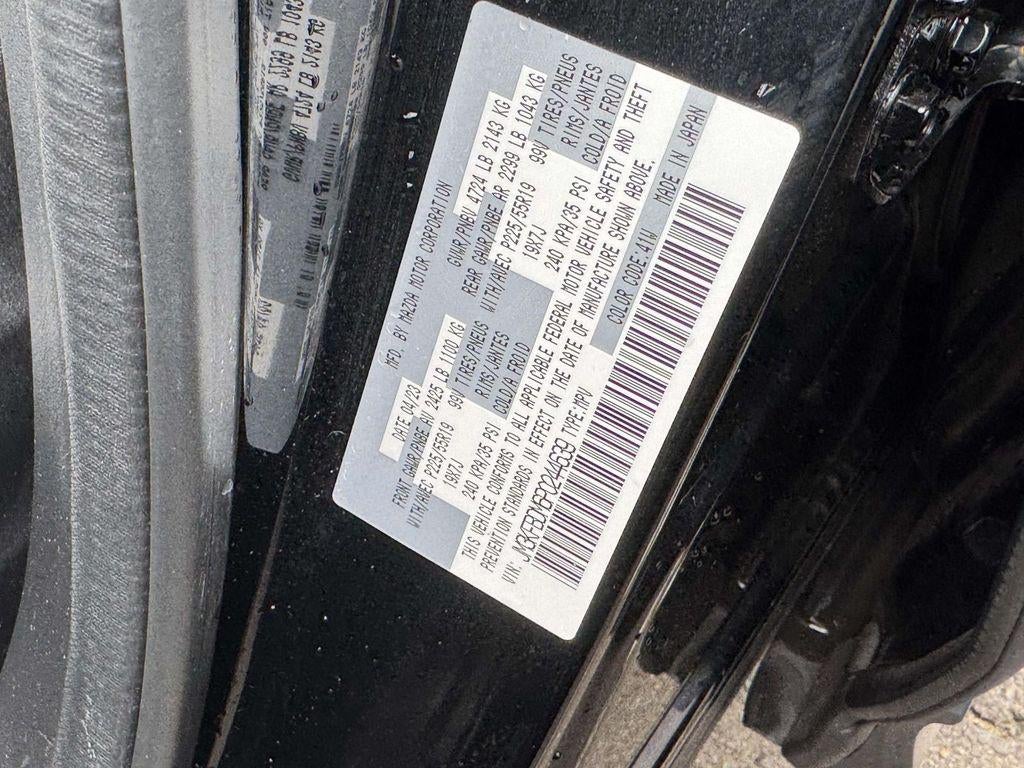 MFD. BY MAZDA MOTOR CORPORATION
DATE 04/23 GVWR/PNBV 4724 LB 2143 KG
FRONT GAWR/PNBE AV 2425 LB 1100 KG REAR GAWR/PNBE AR 2299 LB 1043 KG
WITH/AVEC P225/55R19 99V TIRES/PNEUS WITH/AVEC P225/55R19 99V TIRES/PNEUS
19X7J RIMS/JANTES 19X7J RIMS/JANTES
240 KPA/35 PSI COLD/A FROID 240 KPA/35 PSI COLD/A FROID
THIS VEHICLE CONFORMS TO ALL APPLICABLE FEDERAL MOTOR VEHICLE SAFETY AND THEFT
PREVENTION STANDARDS IN EFFECT ON THE DATE OF MANUFACTURE SHOWN ABOVE.
VIN: JM3KFBDM6P0244639 TYPE:MPV COLOR CODE:41W MADE IN JAPAN